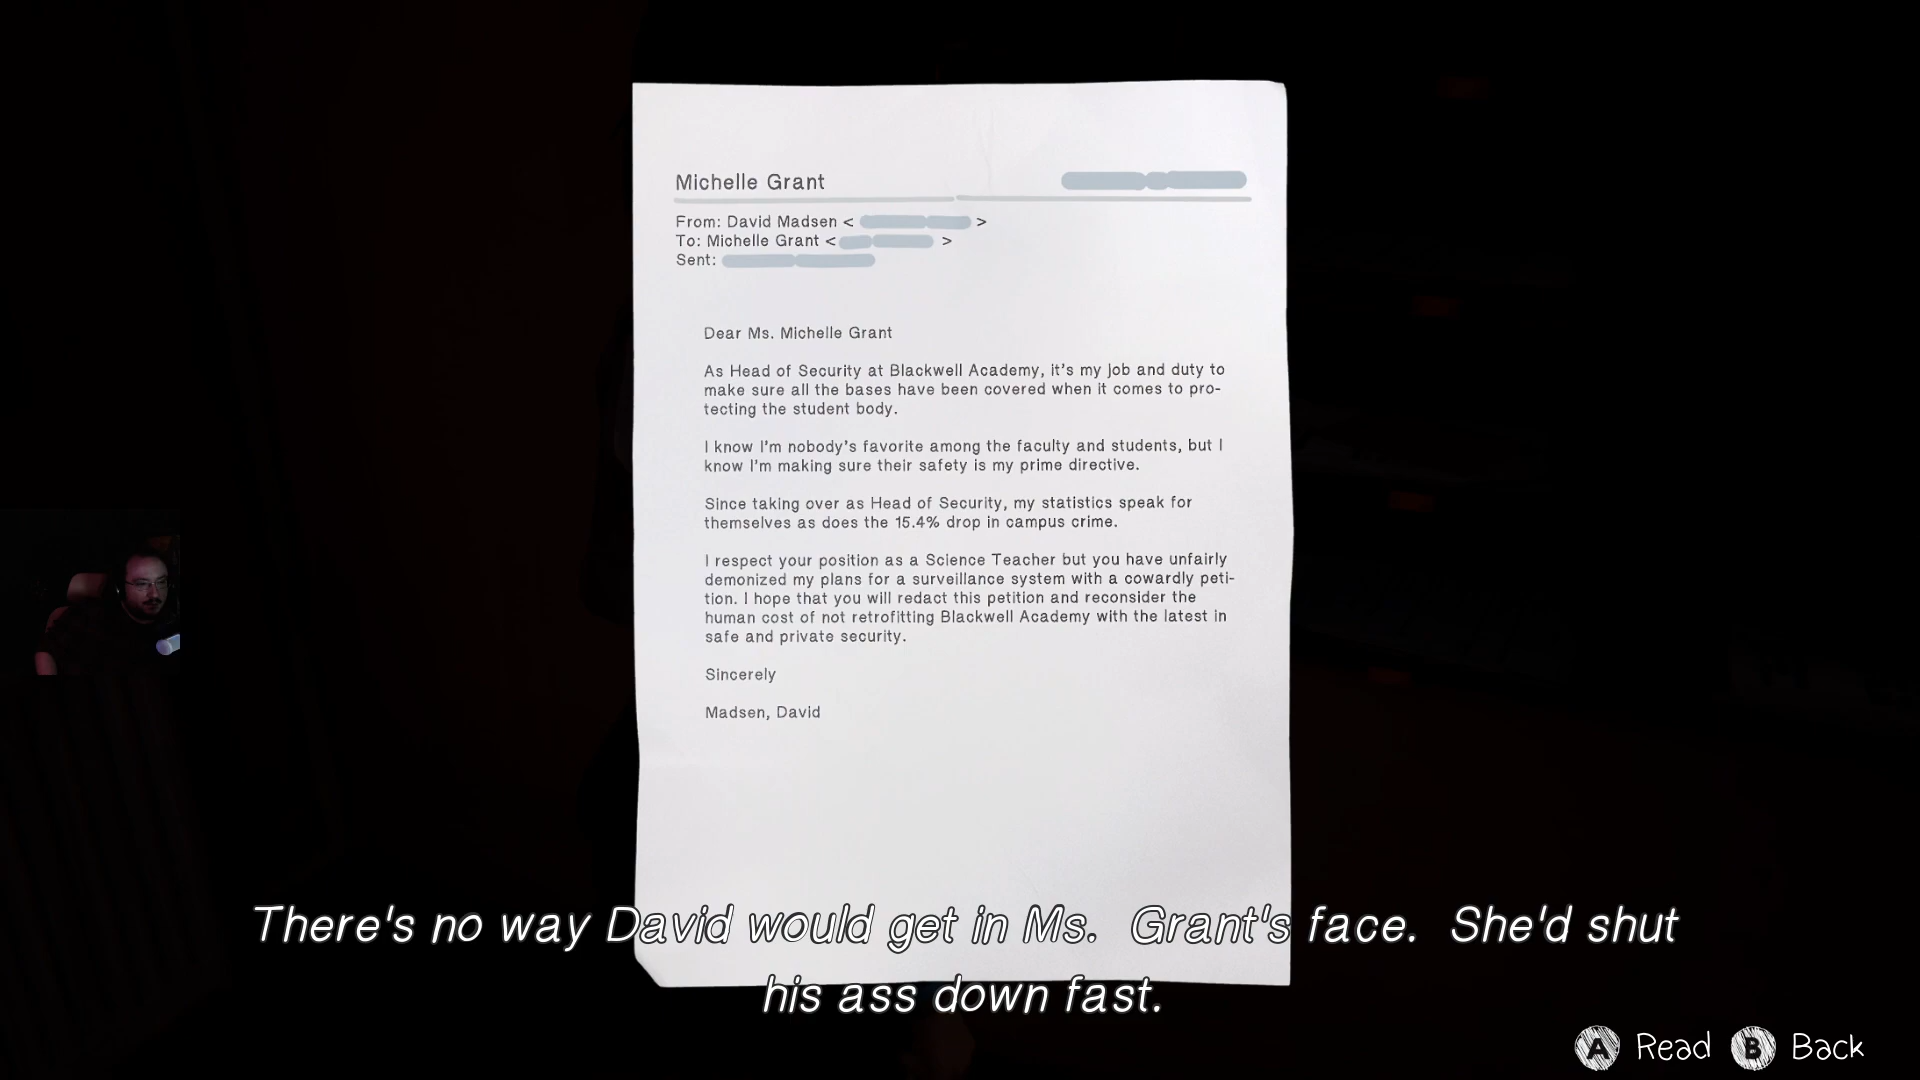 Michelle Grant
From: David Madsen < >
To: Michelle Grant < >
Sent:
Dear Ms. Michelle Grant
As Head of Security at Blackwell Academy, it's my job and duty to
make sure all the bases have been covered when it comes to pro-
tecting the student body.
I know I'm nobody's favorite among the faculty and students, but I
know I'm making sure their safety is my prime directive.
Since taking over as Head of Security, my statistics speak for
themselves as does the 15.4% drop in campus crime.
I respect your position as a Science Teacher but you have unfairly
demonized my plans for a surveillance system with a cowardly peti-
tion. I hope that you will redact this petition and reconsider the
human cost of not retrofitting Blackwell Academy with the latest in
safe and private security.
Sincerely
Madsen, David
There's no way David would get in Ms. Grant's face. She'd shut
his ass down fast.
A Read B Back